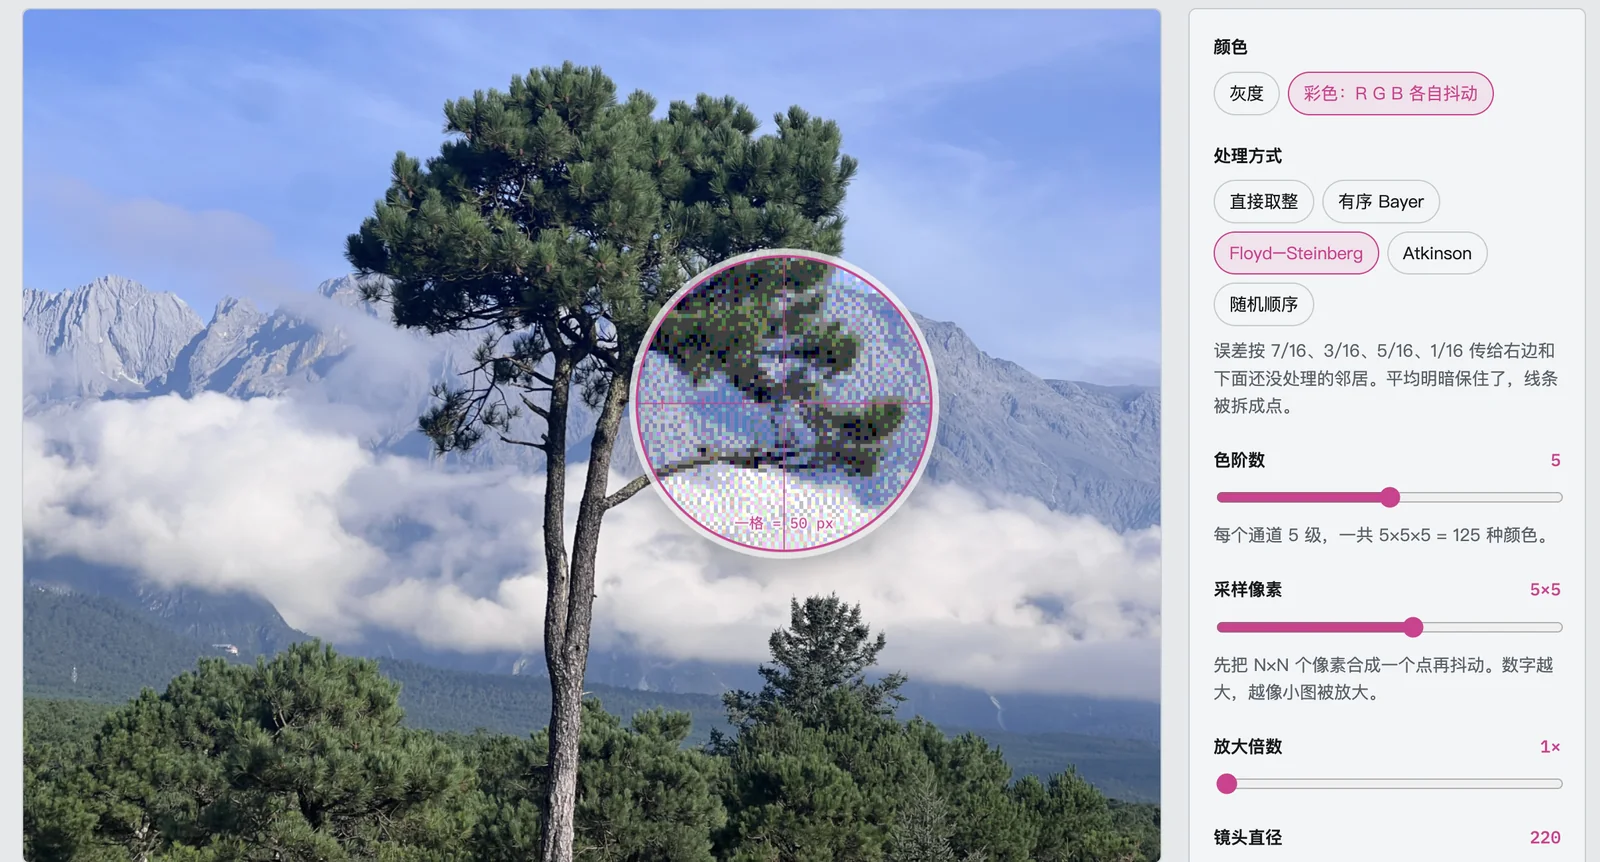 颜色
灰度
彩色：R G B 各自抖动
处理方式
直接取整
有序 Bayer
Floyd—Steinberg
Atkinson
随机顺序
误差按 7/16、3/16、5/16、1/16 传给右边和
下面还没处理的邻居。平均明暗保住了，线条
被拆成点。
色阶数
5
每个通道 5 级，一共 5×5×5 = 125 种颜色。
采样像素
5×5
先把 N×N 个像素合成一个点再抖动。数字越
大，越像小图被放大。
放大倍数
1×
镜头直径
220
一格 = 50 px